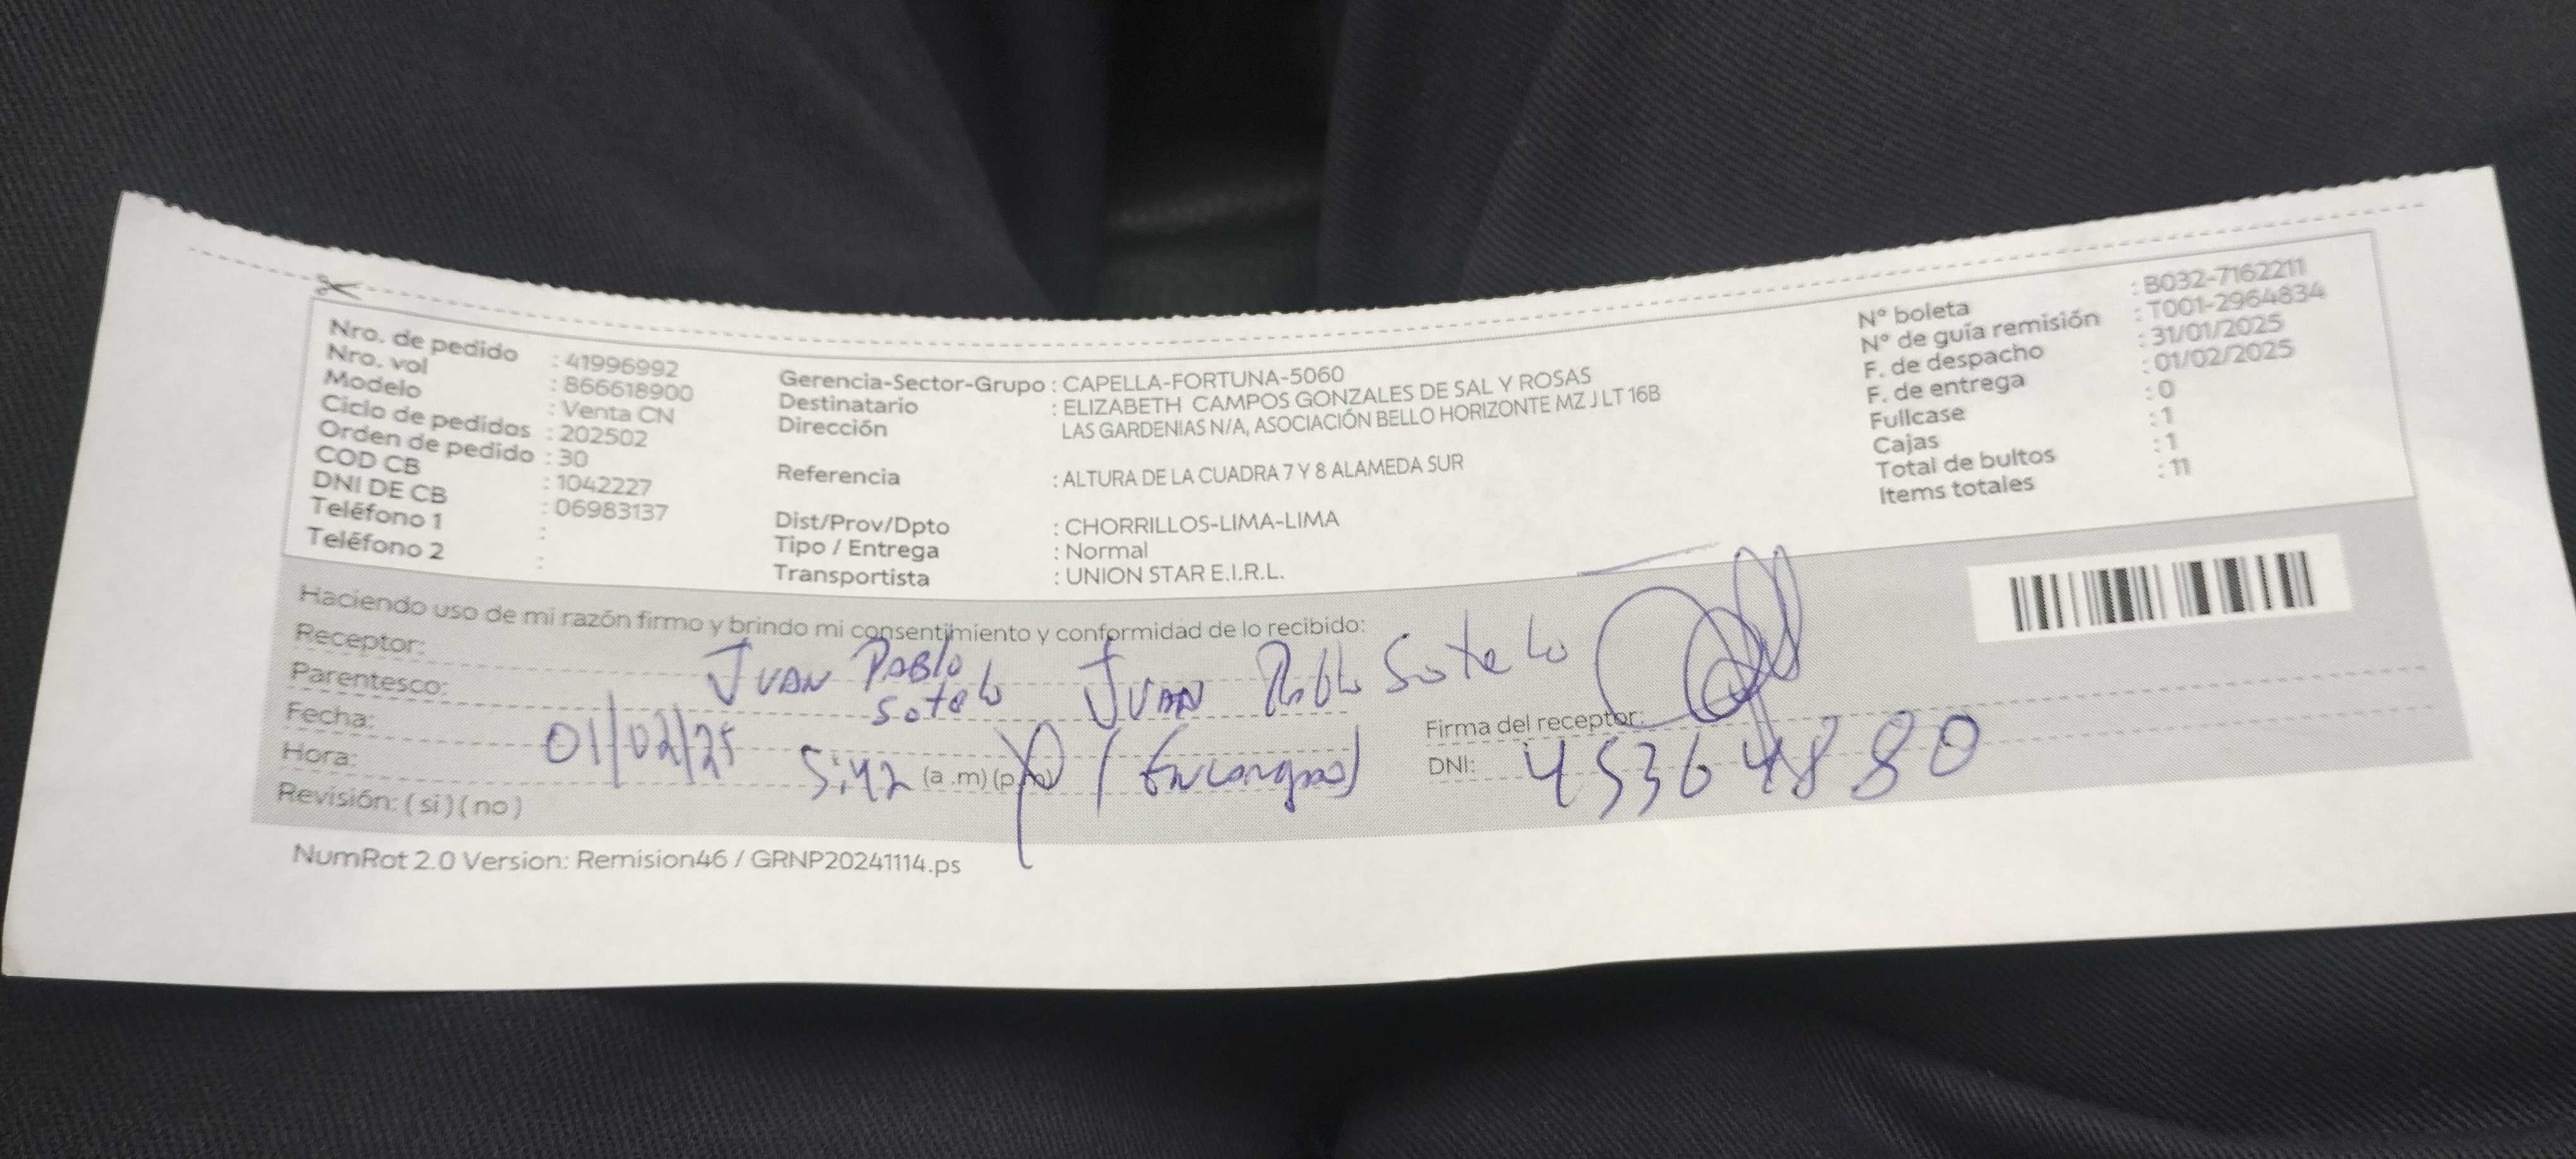 Nro. de pedido : 41996992
Nro. vol : 866618900
Modelo : Venta CN
Ciclo de pedidos : 202502
Orden de pedido : 30
COD CB : 1042227
DNI DE CB : 06983137
Teléfono 1 :
Teléfono 2 :
Gerencia-Sector-Grupo : CAPELLA-FORTUNA-5060
Destinatario : ELIZABETH CAMPOS GONZALES DE SAL Y ROSAS
Dirección LAS GARDENIAS N/A, ASOCIACIÓN BELLO HORIZONTE MZ J LT 16B
Referencia : ALTURA DE LA CUADRA 7 Y 8 ALAMEDA SUR
Dist/Prov/Dpto : CHORRILLOS-LIMA-LIMA
Tipo / Entrega : Normal
Transportista : UNION STAR E.I.R.L.
N° boleta : B032-7162211
N° de guía remisión : T001-2964834
F. de despacho : 31/01/2025
F. de entrega : 01/02/2025
Fullcase : 0
Cajas : 1
Total de bultos : 1
Items totales : 11
Haciendo uso de mi razón firmo y brindo mi consentimiento y conformidad de lo recibido:
Receptor: Juan Pablo Sotelo Juan Pablo Sotelo
Parentesco:
Fecha: 01/02/25
Hora: 5:42 (a.m) (p.m) (Encargado)
Revisión: ( si ) ( no )
Firma del receptor:
DNI: 45364880
NumRot 2.0 Version: Remision46 / GRNP20241114.ps